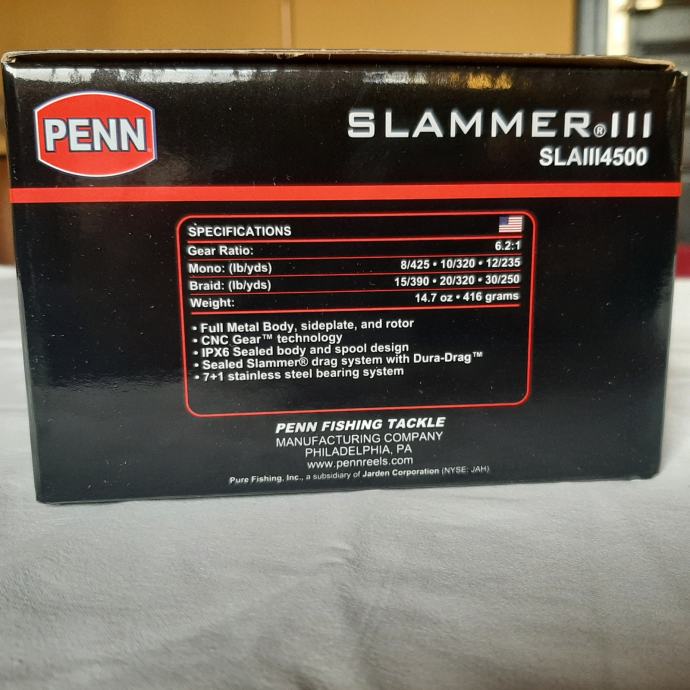 PENN
SLAMMER® III
SLAIII4500
SPECIFICATIONS
Gear Ratio: 6.2:1
Mono: (lb/yds) 8/425 • 10/320 • 12/235
Braid: (lb/yds) 15/390 • 20/320 • 30/250
Weight: 14.7 oz • 416 grams
• Full Metal Body, sideplate, and rotor
• CNC Gear™ technology
• IPX6 Sealed body and spool design
• Sealed Slammer® drag system with Dura-Drag™
• 7+1 stainless steel bearing system
PENN FISHING TACKLE
MANUFACTURING COMPANY
PHILADELPHIA, PA
www.pennreels.com
Pure Fishing, Inc., a subsidiary of Jarden Corporation (NYSE: JAH)